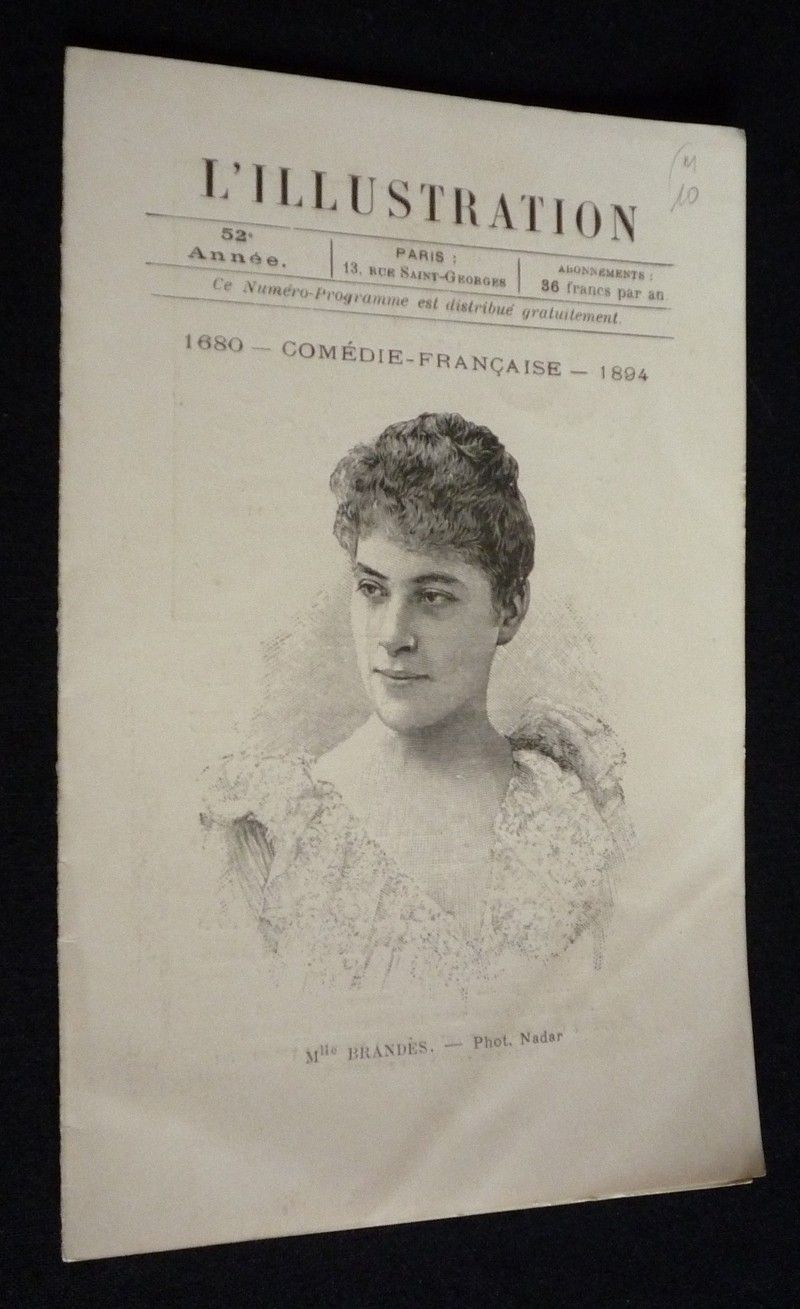 L'ILLUSTRATION
52e
Année.
PARIS :
13, RUE SAINT-GEORGES
ABONNEMENTS :
36 francs par an.
Ce Numéro-Programme est distribué gratuitement.
1680 — COMÉDIE-FRANÇAISE — 1894
Mlle BRANDÈS. — Phot. Nadar
10